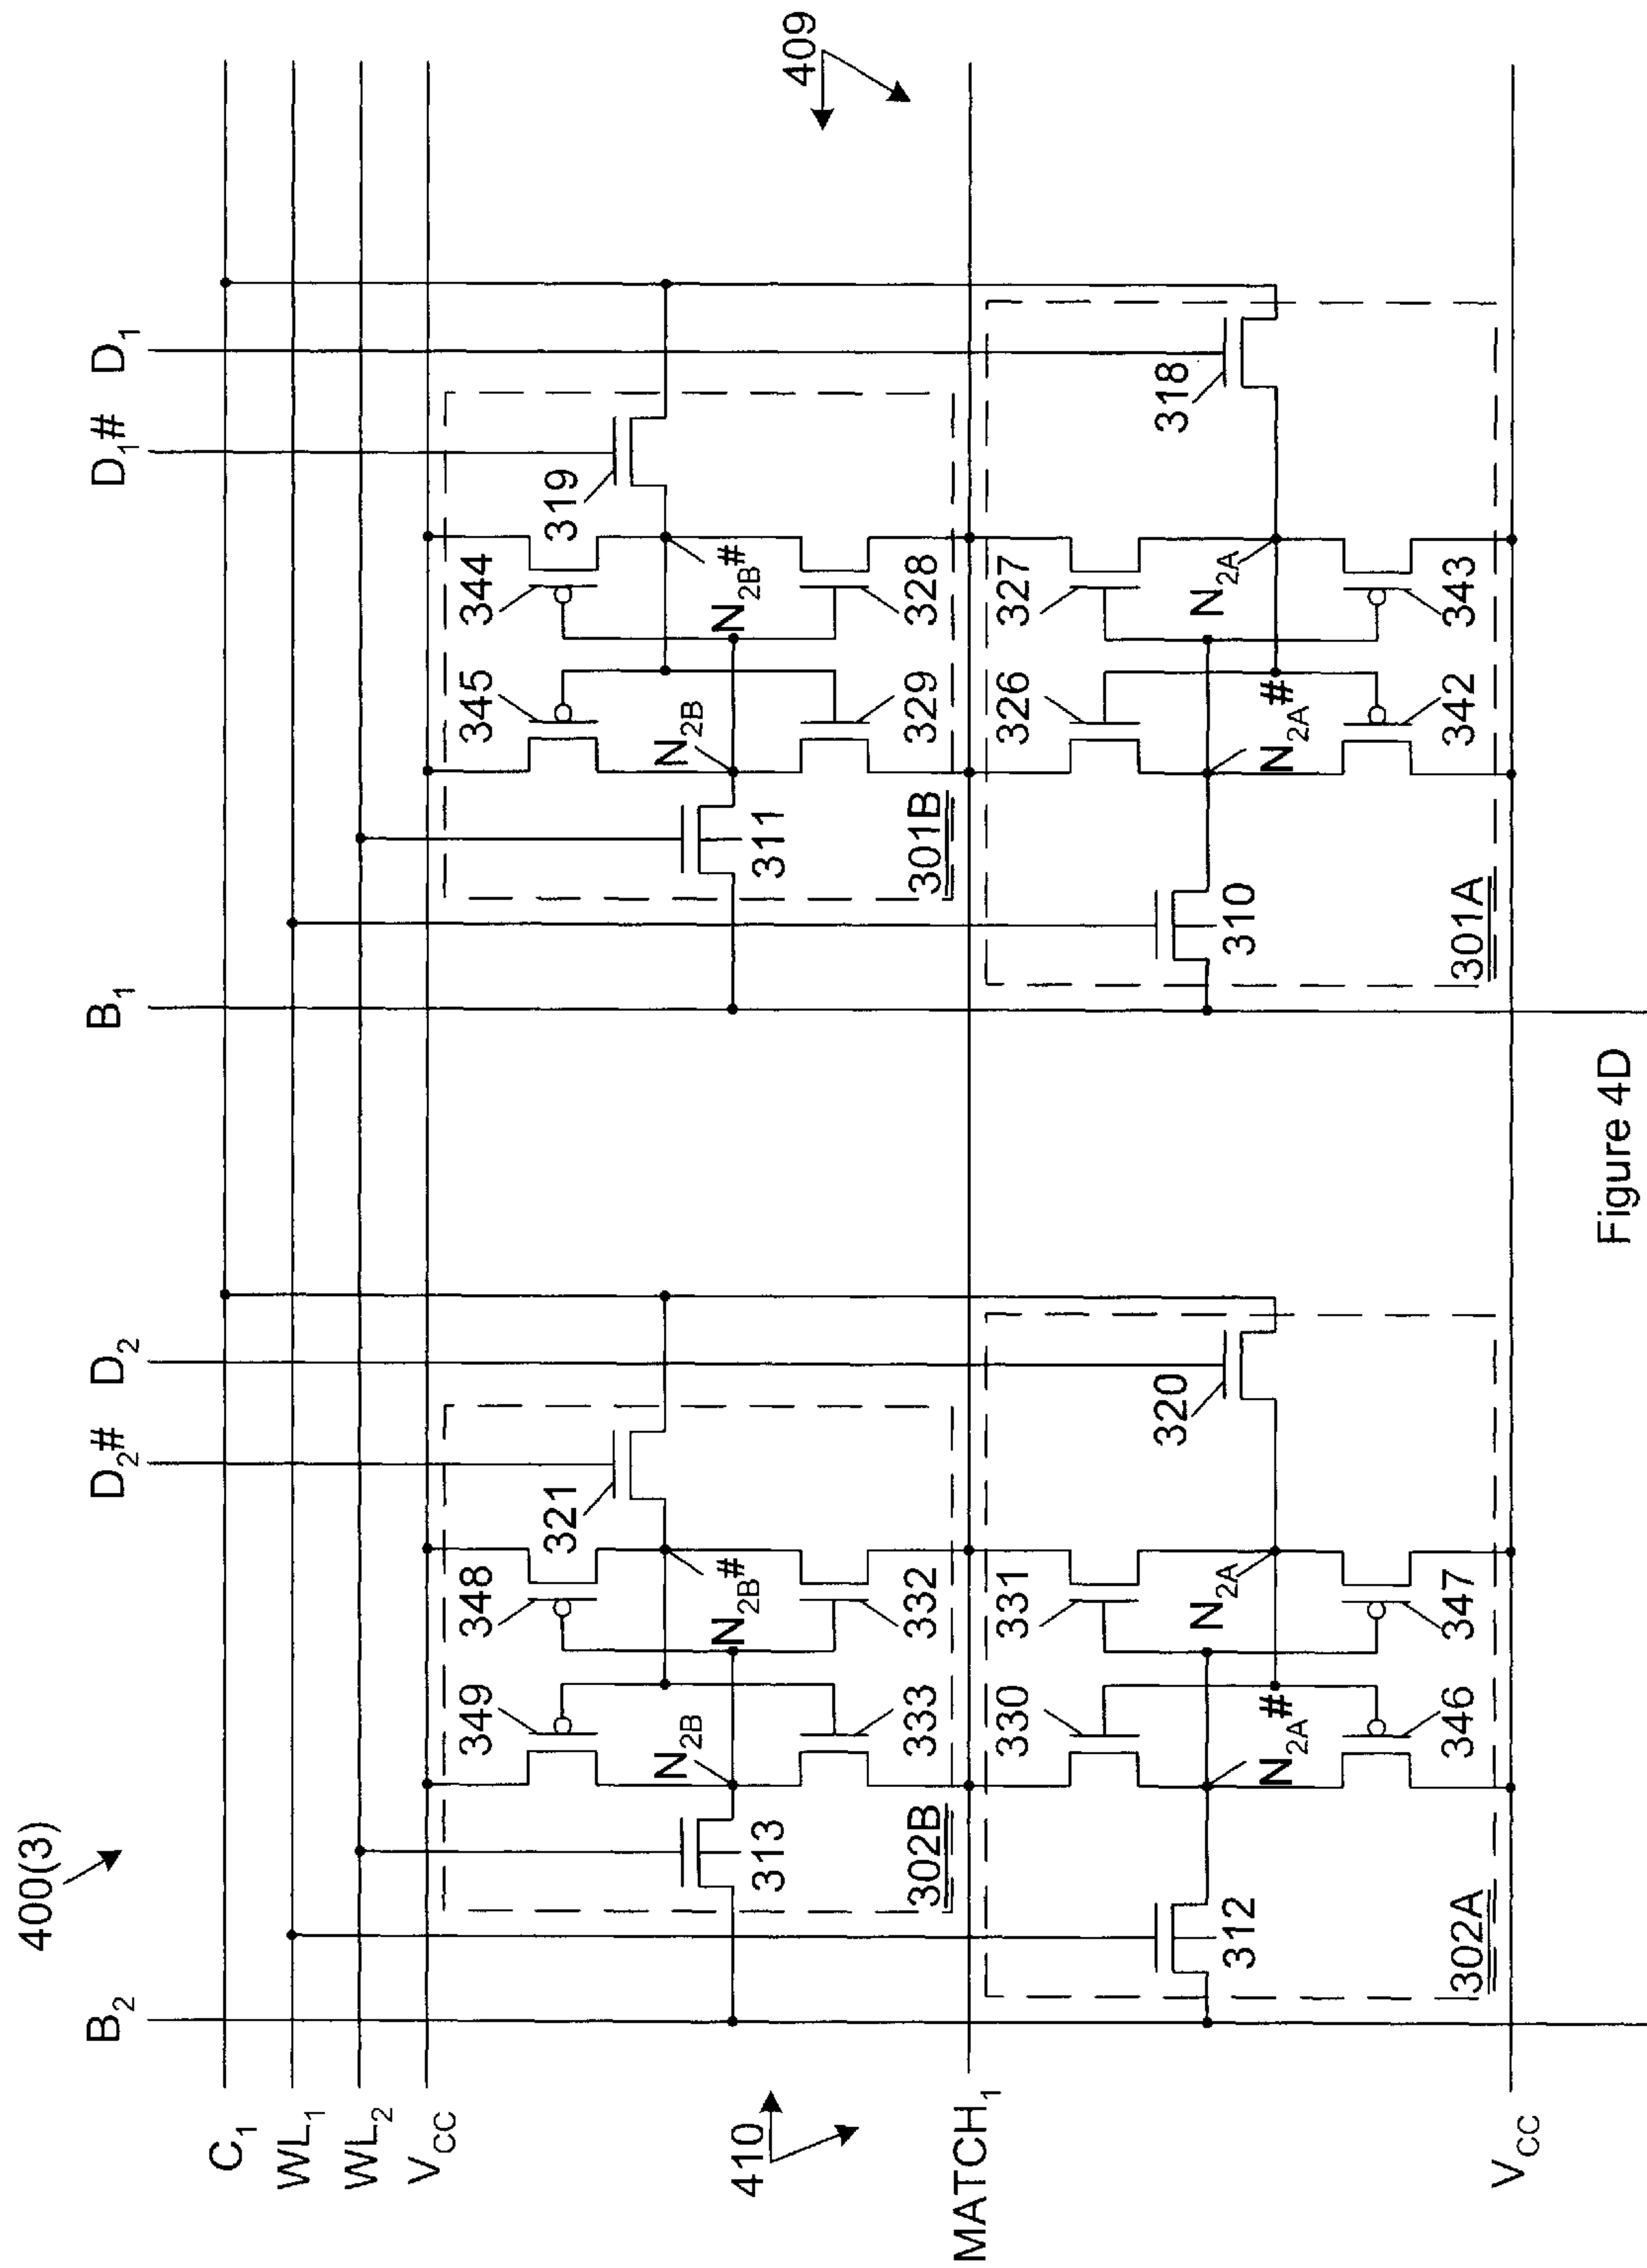 400(3)
B₂
D₂#
D₂
B₁
D₁#
D₁
C₁
WL₁
WL₂
V_CC
410
409
MATCH₁
V_CC
349
348
321
N₂B
N₂B#
313
333
332
302B
330
331
320
N₂A
N₂A#
312
346
347
302A
345
344
319
N₂B
N₂B#
311
329
328
301B
326
327
318
N₂A
N₂A#
310
342
343
301A
Figure 4D